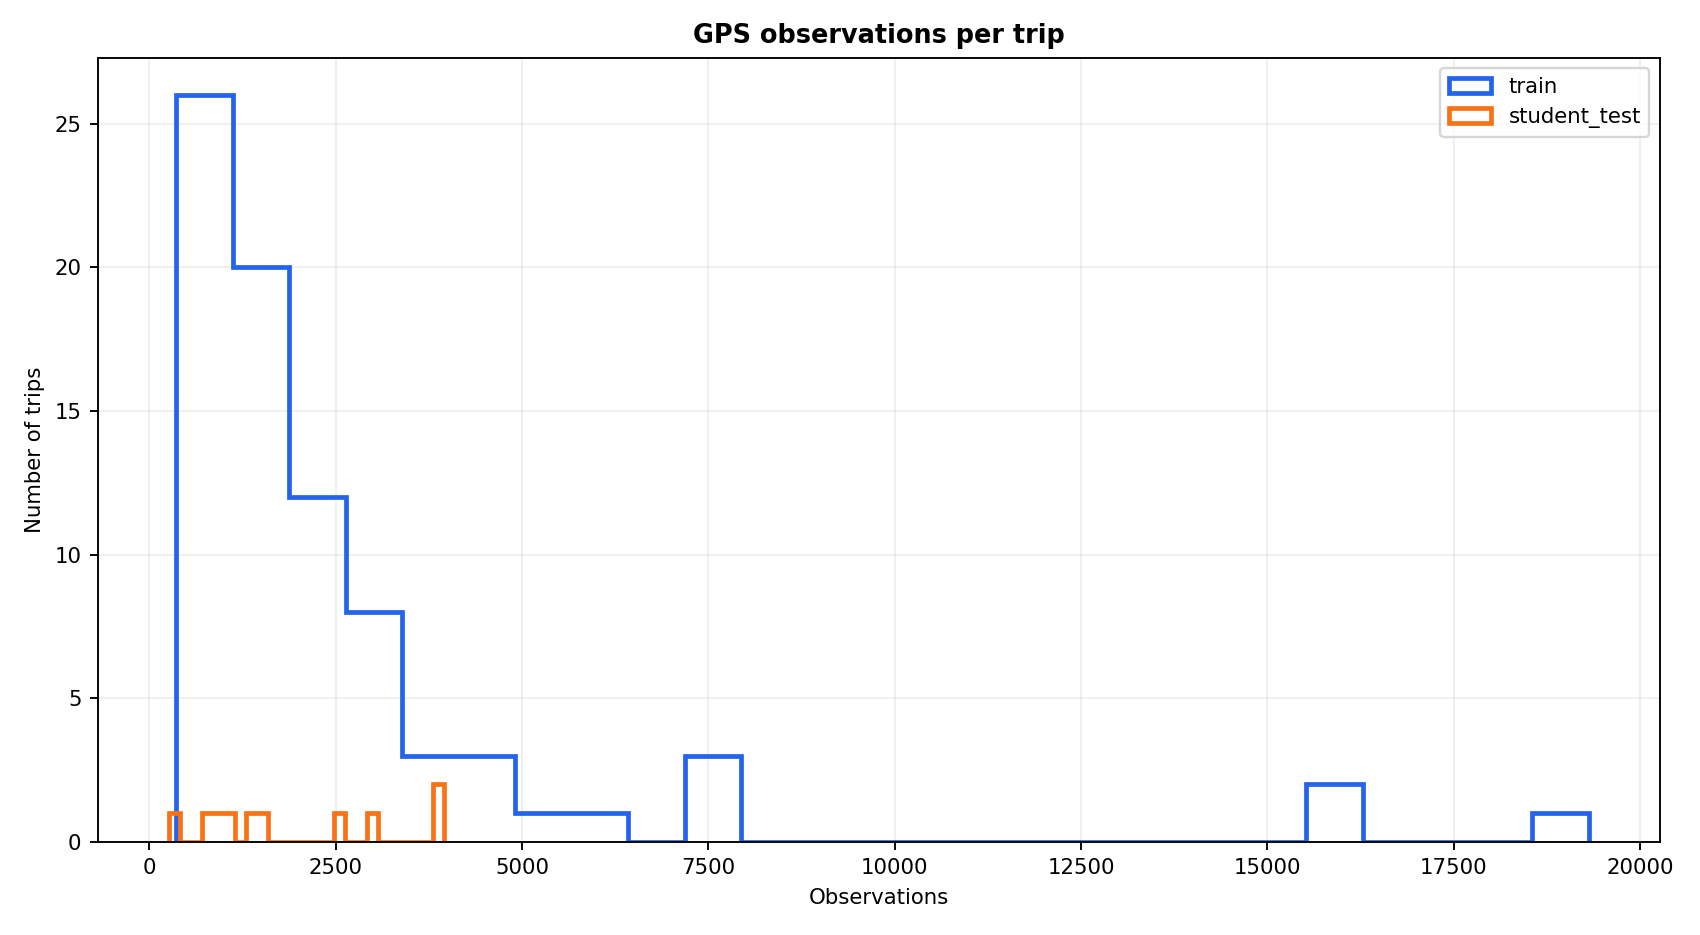 GPS observations per trip
train
student_test
25
20
15
10
5
0
Number of trips
0 2500 5000 7500 10000 12500 15000 17500 20000
Observations